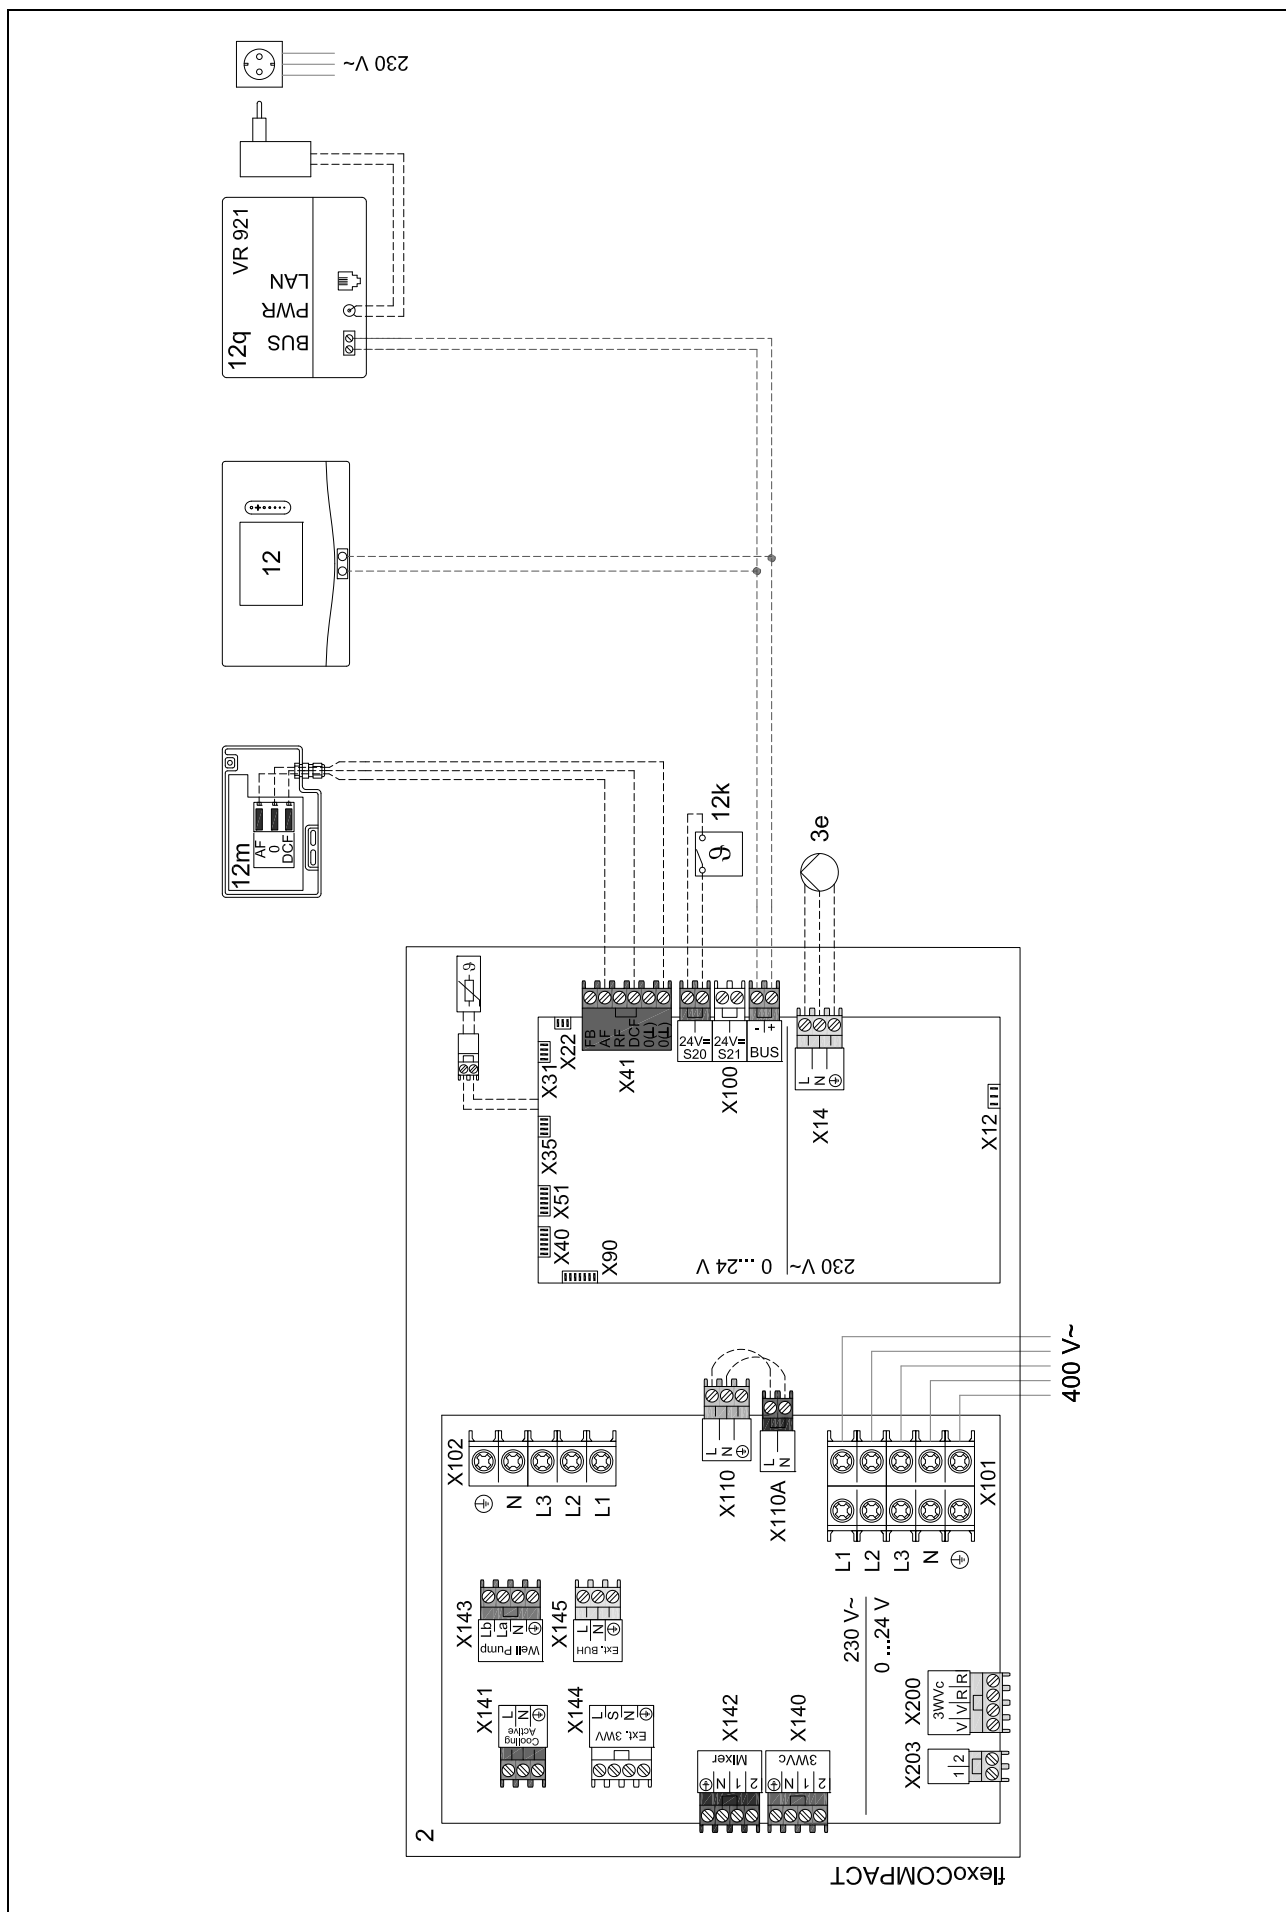 230 V~
VR 921
LAN
PWR
BUS
12q
12
12m
AF
0
DCF
12k
ϑ
3e
ϑ
X22
X31
X35
X51
X40
X90
FB
AF
RF
DCF
0(⊥)
0(⊥)
X41
24V=
S20
24V=
S21
- +
BUS
X100
L
N
X14
X12
0 ...24 V
230 V~
400 V~
X102
N
L3
L2
L1
X110
L
N
X110A
L
N
X101
L1
L2
L3
N
X143
Lb
La
N
Well Pump
X145
L
N
Ext. BUH
X141
L
N
Cooling
Active
X144
L
S
N
Ext. 3WV
X142
Mixer
N
1
2
X140
3WVc
N
1
2
230 V~
0 ...24 V
X200
3WVc
V V R R
X203
1 2
2
flexoCOMPACT